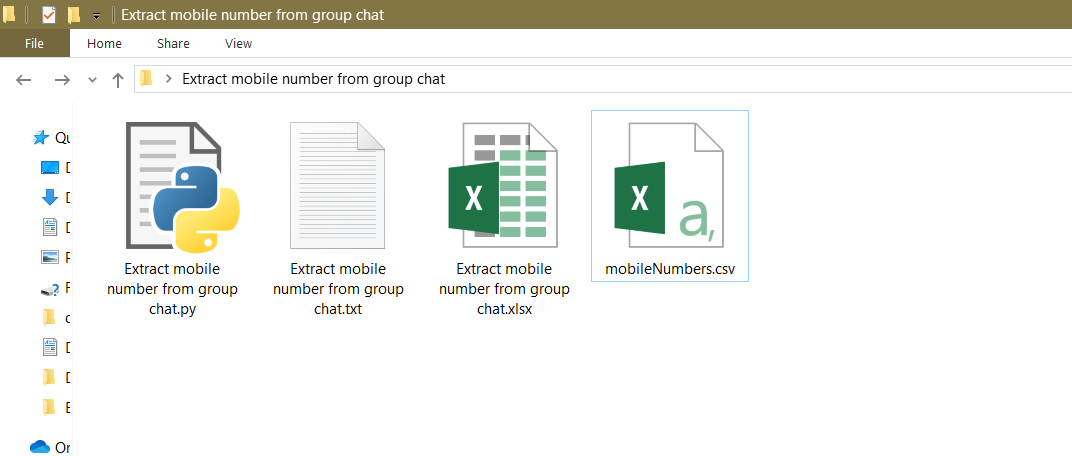 Extract mobile number from group chat
File Home Share View
Extract mobile number from group chat
Extract mobile
number from group
chat.py
Extract mobile
number from group
chat.txt
Extract mobile
number from group
chat.xlsx
mobileNumbers.csv
X
X
a,